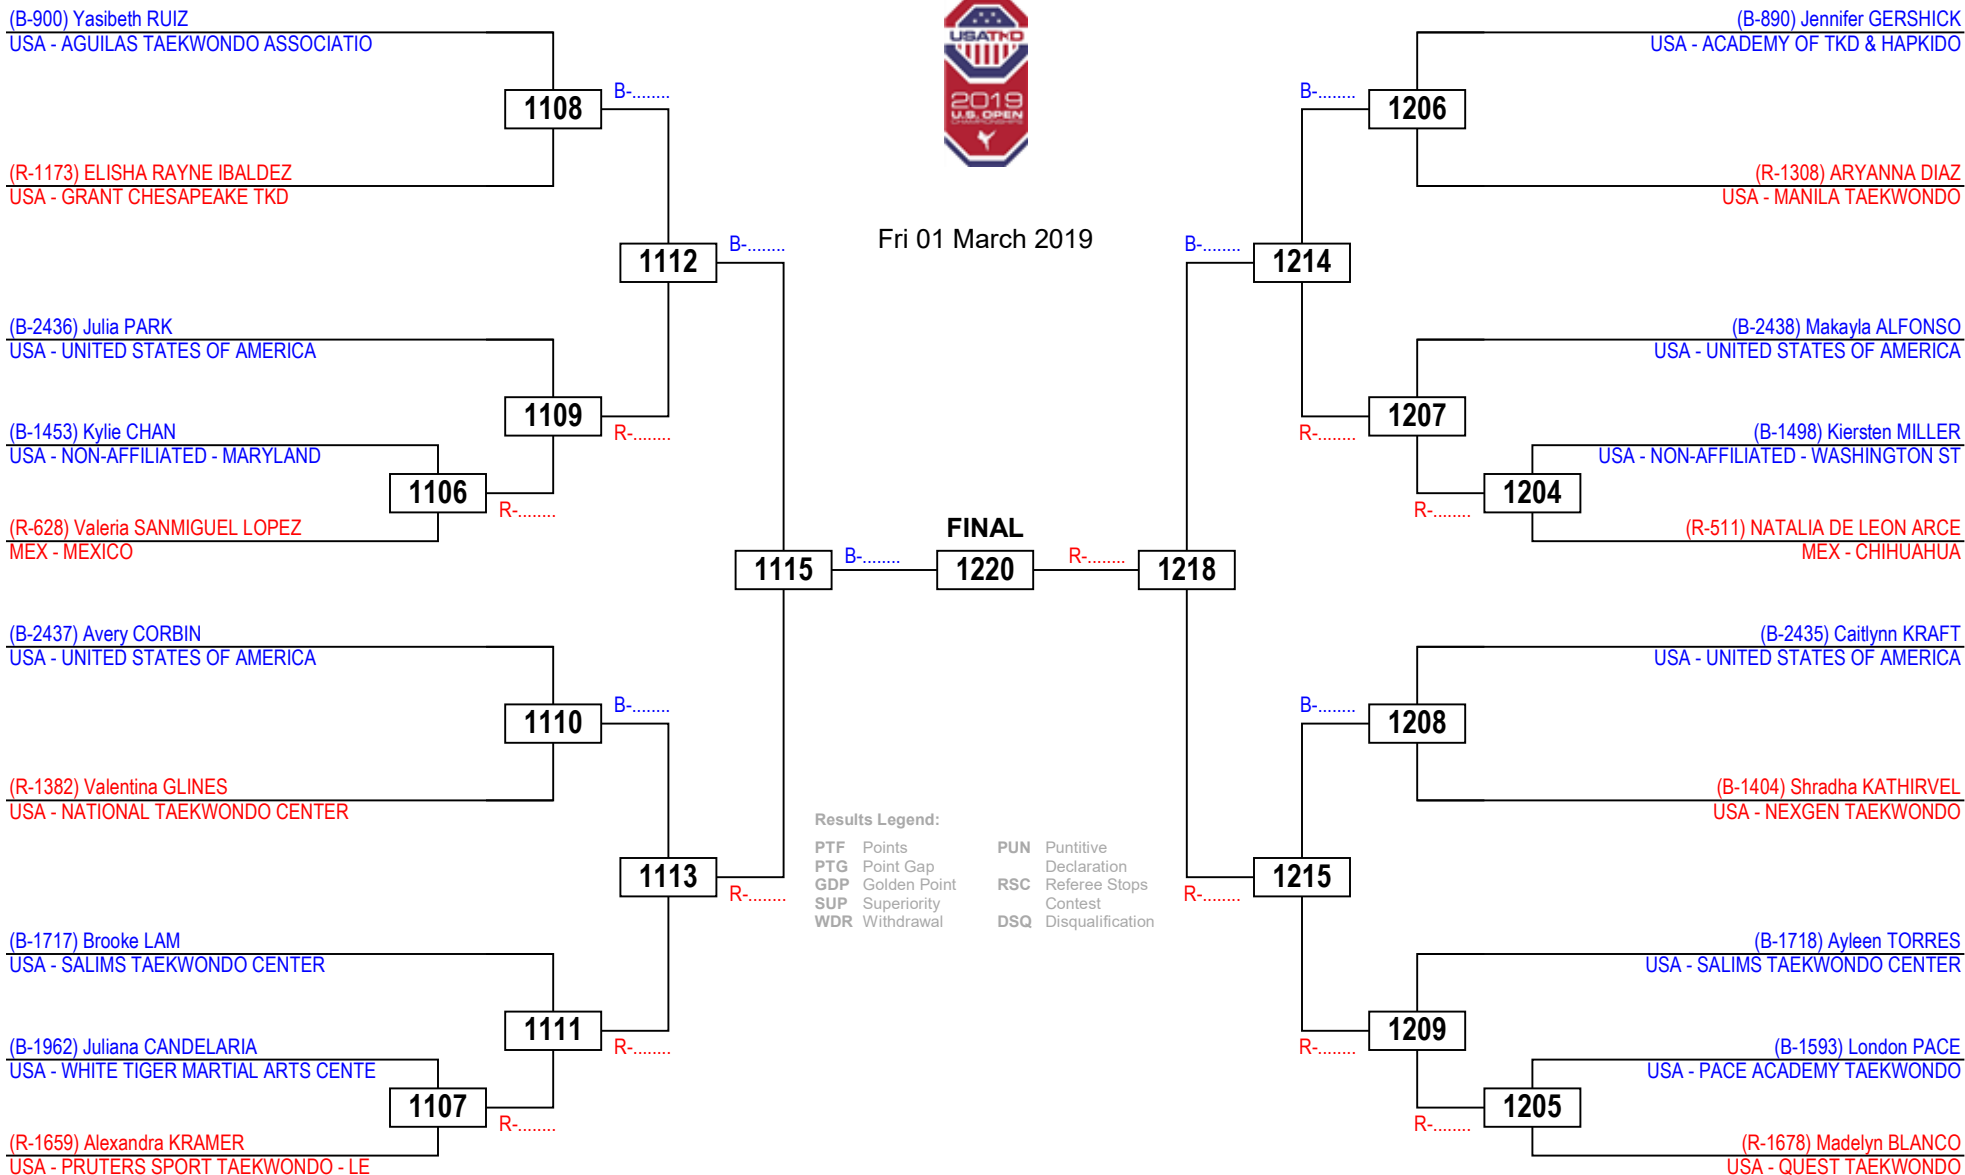 (B-900) Yasibeth RUIZ
USA - AGUILAS TAEKWONDO ASSOCIATIO
1108
B-........
(R-1173) ELISHA RAYNE IBALDEZ
USA - GRANT CHESAPEAKE TKD
1112
B-........
(B-2436) Julia PARK
USA - UNITED STATES OF AMERICA
1109
R-........
(B-1453) Kylie CHAN
USA - NON-AFFILIATED - MARYLAND
1106
R-........
(R-628) Valeria SANMIGUEL LOPEZ
MEX - MEXICO
1115
B-........
(B-2437) Avery CORBIN
USA - UNITED STATES OF AMERICA
1110
B-........
(R-1382) Valentina GLINES
USA - NATIONAL TAEKWONDO CENTER
1113
R-........
(B-1717) Brooke LAM
USA - SALIMS TAEKWONDO CENTER
1111
R-........
(B-1962) Juliana CANDELARIA
USA - WHITE TIGER MARTIAL ARTS CENTE
1107
R-........
(R-1659) Alexandra KRAMER
USA - PRUTERS SPORT TAEKWONDO - LE
USATKD
2019
U.S. OPEN
CHAMPIONSHIPS
Fri 01 March 2019
FINAL
1220
Results Legend:
PTF Points
PTG Point Gap
GDP Golden Point
SUP Superiority
WDR Withdrawal
PUN Puntitive
Declaration
RSC Referee Stops
Contest
DSQ Disqualification
(B-890) Jennifer GERSHICK
USA - ACADEMY OF TKD & HAPKIDO
B-........
1206
(R-1308) ARYANNA DIAZ
USA - MANILA TAEKWONDO
B-........
1214
(B-2438) Makayla ALFONSO
USA - UNITED STATES OF AMERICA
1207
R-........
(B-1498) Kiersten MILLER
USA - NON-AFFILIATED - WASHINGTON ST
1204
R-........
(R-511) NATALIA DE LEON ARCE
MEX - CHIHUAHUA
R-........
1218
(B-2435) Caitlynn KRAFT
USA - UNITED STATES OF AMERICA
B-........
1208
(B-1404) Shradha KATHIRVEL
USA - NEXGEN TAEKWONDO
1215
R-........
(B-1718) Ayleen TORRES
USA - SALIMS TAEKWONDO CENTER
1209
R-........
(B-1593) London PACE
USA - PACE ACADEMY TAEKWONDO
1205
R-........
(R-1678) Madelyn BLANCO
USA - QUEST TAEKWONDO